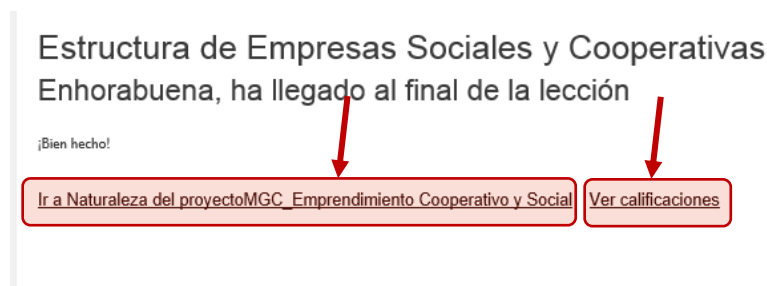 Estructura de Empresas Sociales y Cooperativas
Enhorabuena, ha llegado al final de la lección
¡Bien hecho!
Ir a Naturaleza del proyectoMGC_Emprendimiento Cooperativo y Social Ver calificaciones